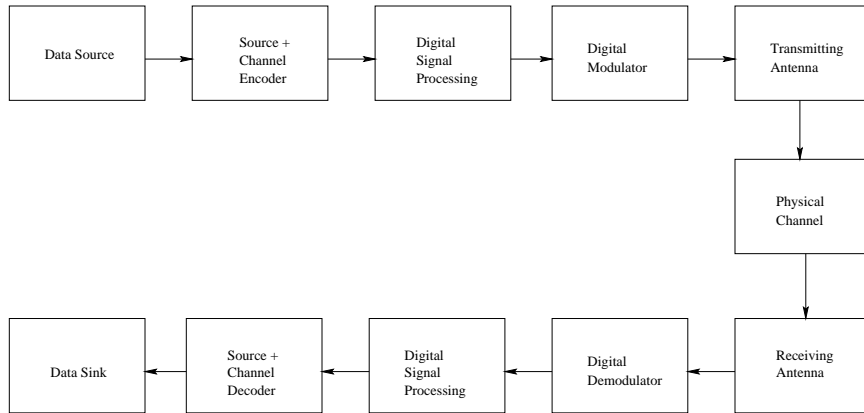 Data Source
Source +
Channel
Encoder
Digital
Signal
Processing
Digital
Modulator
Transmitting
Antenna
Physical
Channel
Data Sink
Source +
Channel
Decoder
Digital
Signal
Processing
Digital
Demodulator
Receiving
Antenna